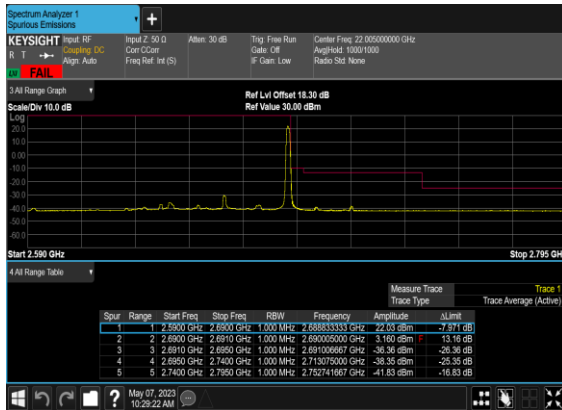 Spectrum Analyzer 1
Spurious Emissions
KEYSIGHT Input: RF Input Z: 50 Ω Atten: 30 dB Trig: Free Run Center Freq: 22.005000000 GHz
R T Coupling: DC Corr CCorr Gate: Off Avg|Hold: 1000/1000
Align: Auto Freq Ref: Int (S) IF Gain: Low Radio Std: None
FAIL
3 All Range Graph
Ref Lvl Offset 18.30 dB
Scale/Div 10.0 dB Ref Value 30.00 dBm
Log
20.0
10.0
0.00
-10.0
-20.0
-30.0
-40.0
-50.0
-60.0
Start 2.590 GHz Stop 2.795 GH
4 All Range Table
Measure Trace Trace 1
Trace Type Trace Average (Active)
Spur Range Start Freq Stop Freq RBW Frequency Amplitude ΔLimit
1 1 2.5900 GHz 2.6900 GHz 1.000 MHz 2.688833333 GHz 22.03 dBm -7.971 dB
2 2 2.6900 GHz 2.6910 GHz 1.000 MHz 2.690005000 GHz 3.160 dBm F 13.16 dB
3 3 2.6910 GHz 2.6950 GHz 1.000 MHz 2.691006667 GHz -36.36 dBm -26.36 dB
4 4 2.6950 GHz 2.7400 GHz 1.000 MHz 2.713075000 GHz -38.35 dBm -25.35 dB
5 5 2.7400 GHz 2.7950 GHz 1.000 MHz 2.752741667 GHz -41.83 dBm -16.83 dB
May 07, 2023
10:29:22 AM